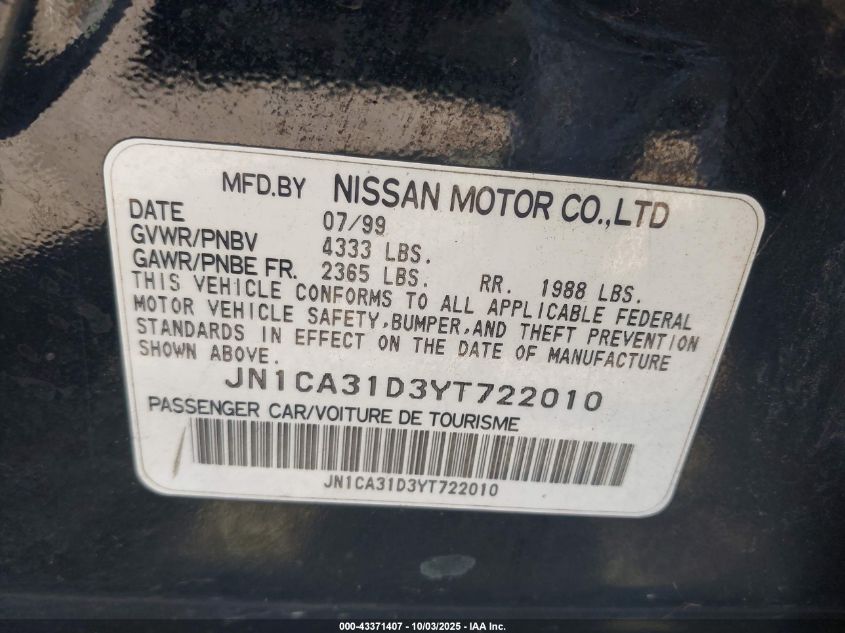 MFD.BY NISSAN MOTOR CO.,LTD
DATE 07/99
GVWR/PNBV 4333 LBS.
GAWR/PNBE FR. 2365 LBS. RR. 1988 LBS.
THIS VEHICLE CONFORMS TO ALL APPLICABLE FEDERAL
MOTOR VEHICLE SAFETY,BUMPER,AND THEFT PREVENTION
STANDARDS IN EFFECT ON THE DATE OF MANUFACTURE
SHOWN ABOVE.
JN1CA31D3YT722010
PASSENGER CAR/VOITURE DE TOURISME
JN1CA31D3YT722010
000-43371407 - 10/03/2025 - IAA Inc.